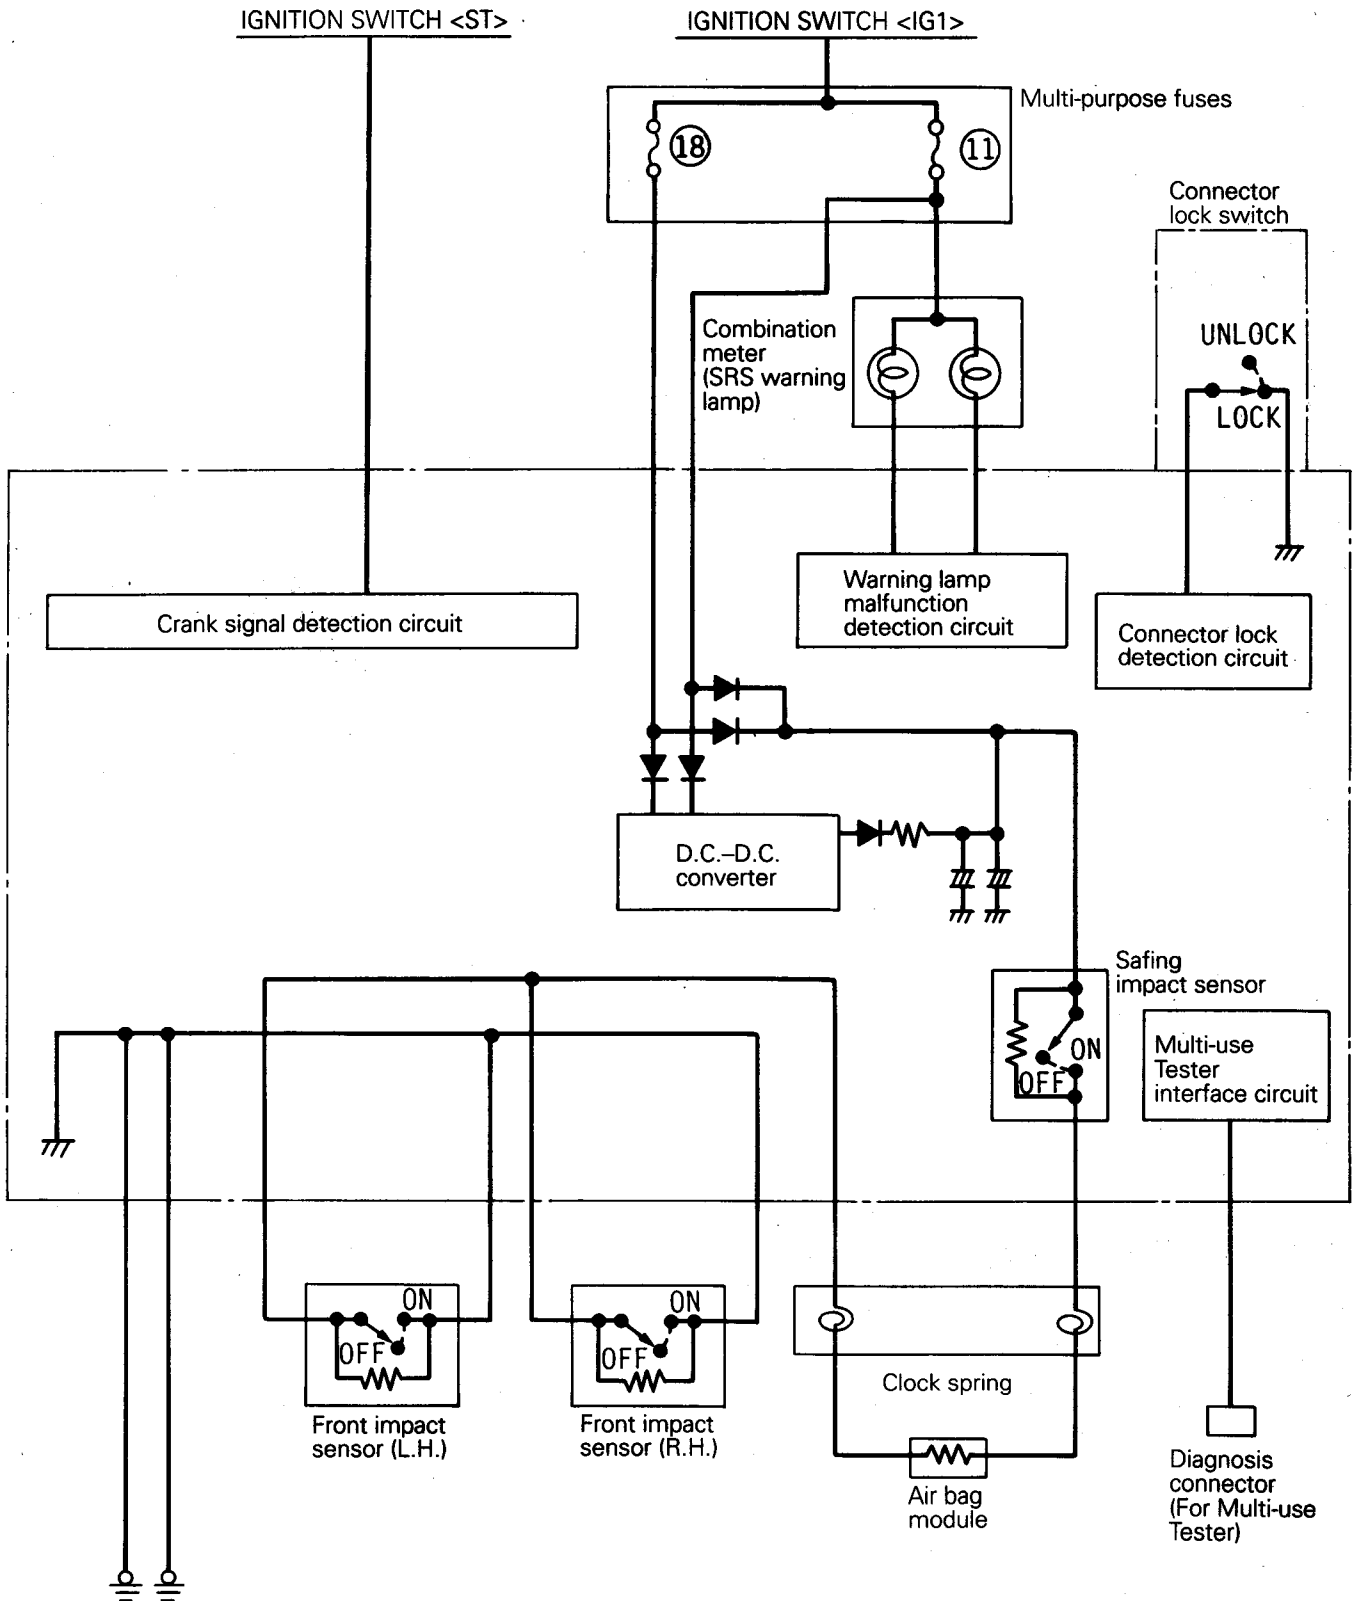 IGNITION SWITCH <ST>
IGNITION SWITCH <IG1>
Multi-purpose fuses
18
11
Connector
lock switch
UNLOCK
LOCK
Combination
meter
(SRS warning
lamp)
Warning lamp
malfunction
detection circuit
Crank signal detection circuit
Connector lock
detection circuit
D.C.–D.C.
converter
Safing
impact sensor
ON
OFF
Multi-use
Tester
interface circuit
ON
OFF
Front impact
sensor (L.H.)
ON
OFF
Front impact
sensor (R.H.)
Clock spring
Air bag
module
Diagnosis
connector
(For Multi-use
Tester)